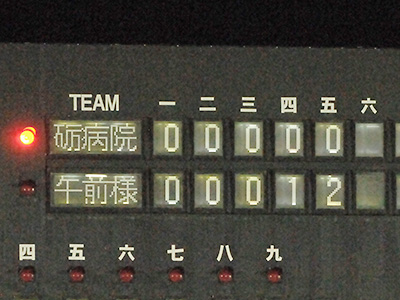 TEAM 一 二 三 四 五 六
砺病院 0 0 0 0 0
午前様 0 0 0 1 2
四 五 六 七 八 九